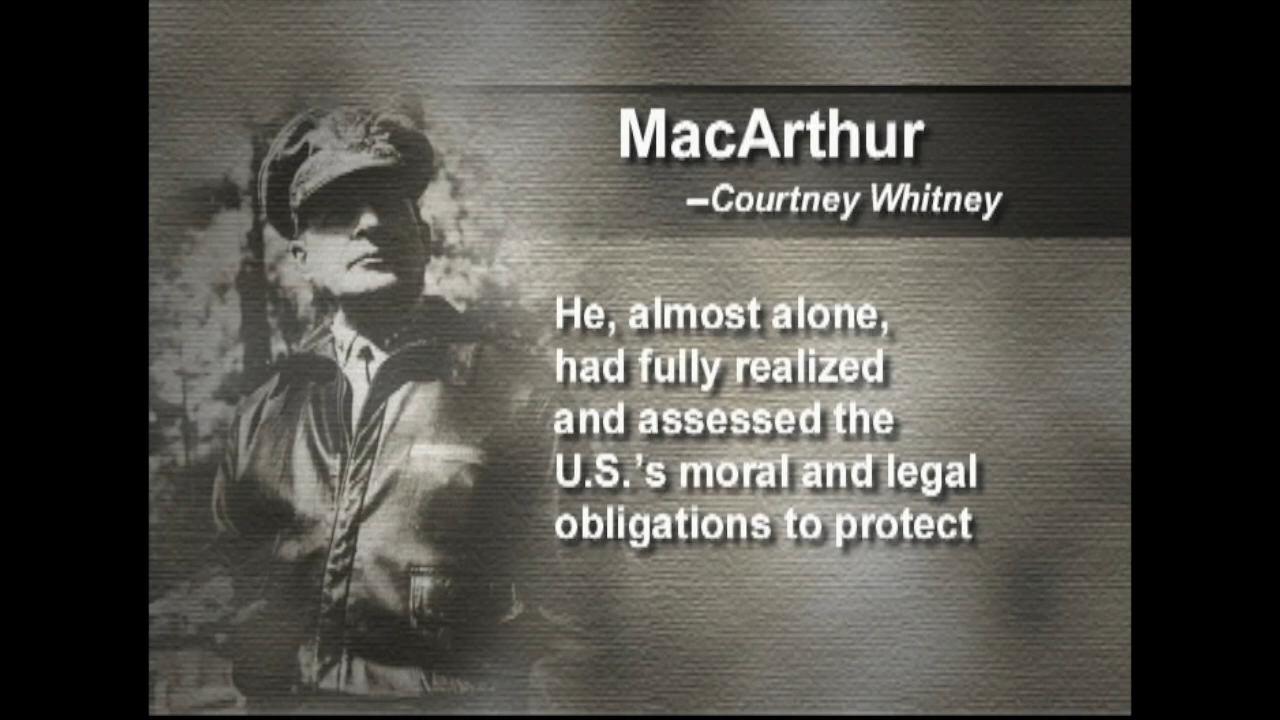 MacArthur
–Courtney Whitney
He, almost alone,
had fully realized
and assessed the
U.S.’s moral and legal
obligations to protect